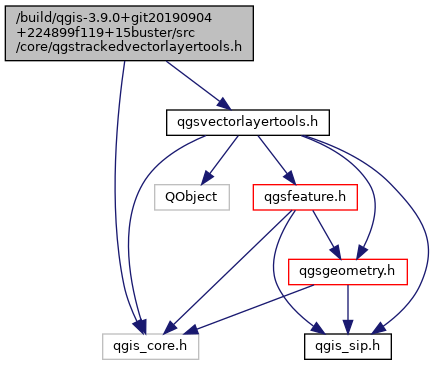 /build/qgis-3.9.0+git20190904
+224899f119+15buster/src
/core/qgstrackedvectorlayertools.h
qgsvectorlayertools.h
QObject
qgsfeature.h
qgsgeometry.h
qgis_core.h
qgis_sip.h